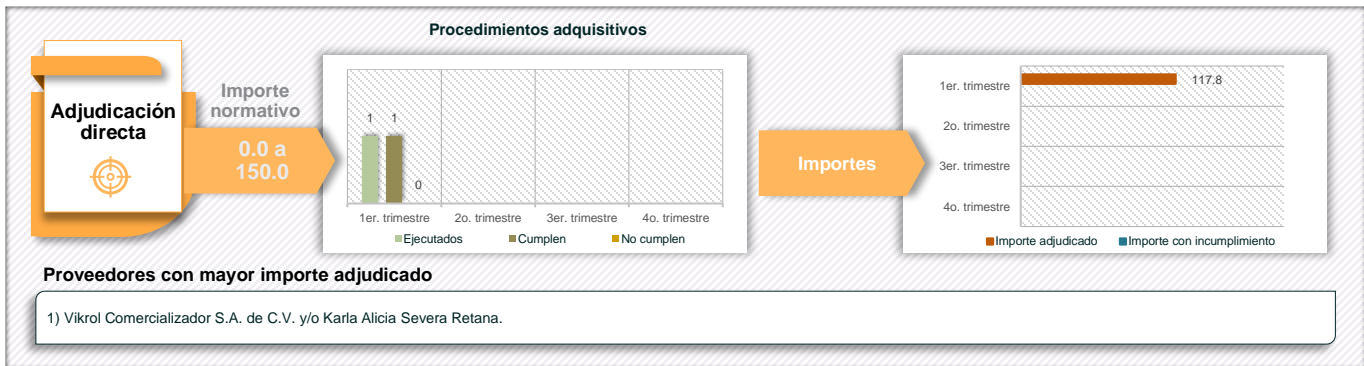 Procedimientos adquisitivos
Adjudicación
directa
Importe
normativo
0.0 a
150.0
1 1
0
1er. trimestre 2o. trimestre 3er. trimestre 4o. trimestre
Ejecutados Cumplen No cumplen
Importes
1er. trimestre 117.8
2o. trimestre
3er. trimestre
4o. trimestre
Importe adjudicado Importe con incumplimiento
Proveedores con mayor importe adjudicado
1) Vikrol Comercializador S.A. de C.V. y/o Karla Alicia Severa Retana.